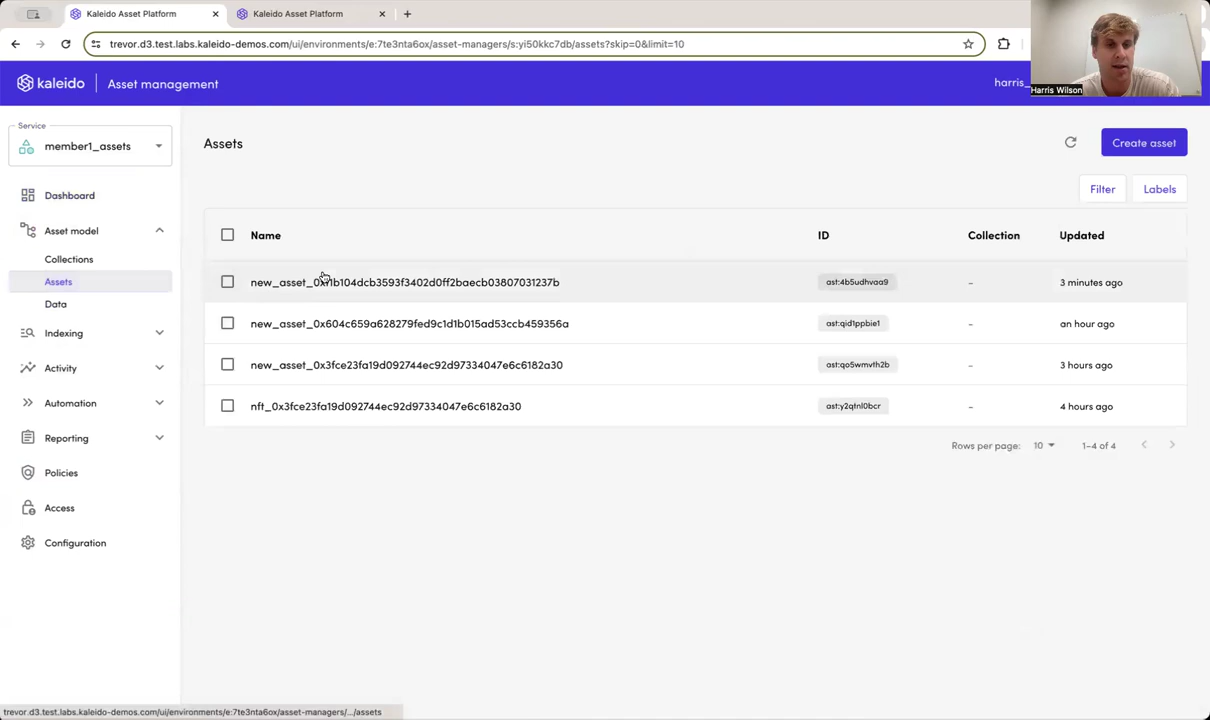 Kaleido Asset Platform
Kaleido Asset Platform
trevor.d3.test.labs.kaleido-demos.com/ui/environments/e:7te3nta6ox/asset-managers/s:yi50kkc7db/assets?skip=0&limit=10
kaleido Asset management
harris_
Harris Wilson
Service
member1_assets
Dashboard
Asset model
Collections
Assets
Data
Indexing
Activity
Automation
Reporting
Policies
Access
Configuration
Assets
Create asset
Filter Labels
Name ID Collection Updated
ast:4b5udhvaa9 - 3 minutes ago
new_asset_0x604c659a628279fed9c1d1b015ad53ccb459356a ast:qid1ppbie1 - an hour ago
new_asset_0x3fce23fa19d092744ec92d97334047e6c6182a30 ast:qo5wmvth2b - 3 hours ago
nft_0x3fce23fa19d092744ec92d97334047e6c6182a30 ast:y2qtnl0bcr - 4 hours ago
Rows per page: 10 1-4 of 4
trevor.d3.test.labs.kaleido-demos.com/ui/environments/e:7te3nta6ox/asset-managers/.../assets